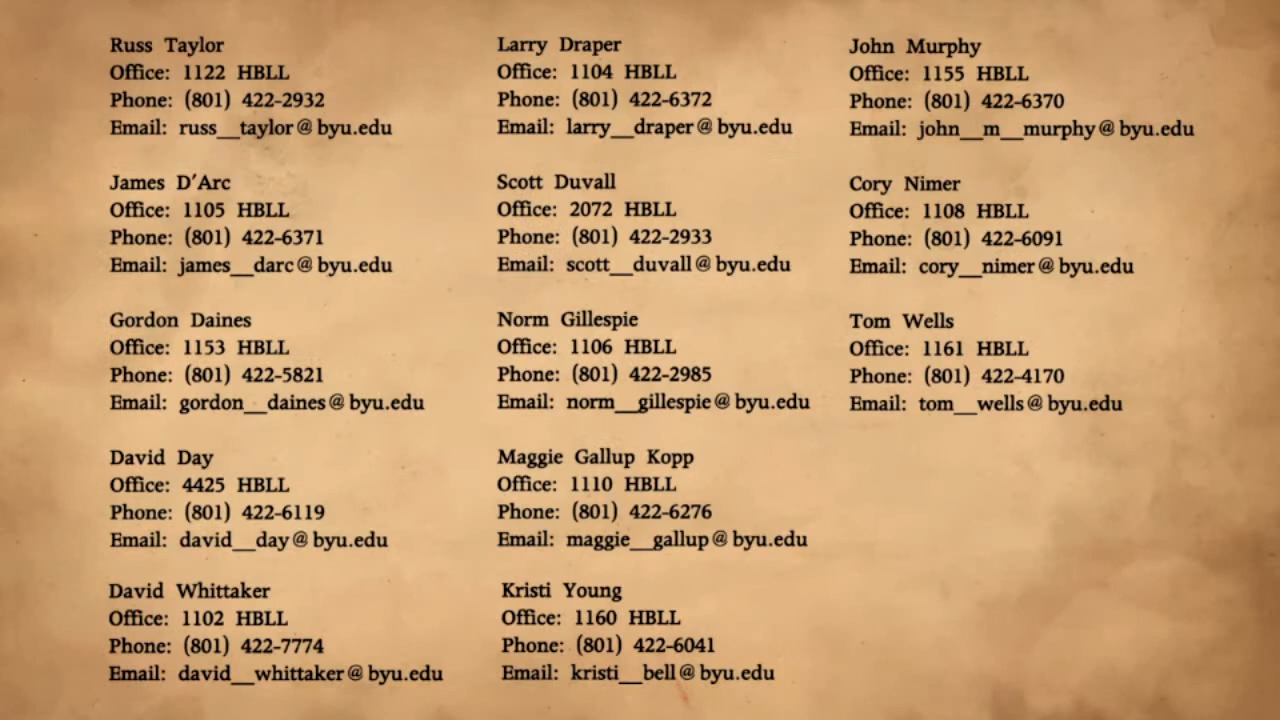 Russ Taylor
Office: 1122 HBLL
Phone: (801) 422-2932
Email: russ_taylor@byu.edu
James D'Arc
Office: 1105 HBLL
Phone: (801) 422-6371
Email: james_darc@byu.edu
Gordon Daines
Office: 1153 HBLL
Phone: (801) 422-5821
Email: gordon_daines@byu.edu
David Day
Office: 4425 HBLL
Phone: (801) 422-6119
Email: david_day@byu.edu
David Whittaker
Office: 1102 HBLL
Phone: (801) 422-7774
Email: david_whittaker@byu.edu
Larry Draper
Office: 1104 HBLL
Phone: (801) 422-6372
Email: larry_draper@byu.edu
Scott Duvall
Office: 2072 HBLL
Phone: (801) 422-2933
Email: scott_duvall@byu.edu
Norm Gillespie
Office: 1106 HBLL
Phone: (801) 422-2985
Email: norm_gillespie@byu.edu
Maggie Gallup Kopp
Office: 1110 HBLL
Phone: (801) 422-6276
Email: maggie_gallup@byu.edu
Kristi Young
Office: 1160 HBLL
Phone: (801) 422-6041
Email: kristi_bell@byu.edu
John Murphy
Office: 1155 HBLL
Phone: (801) 422-6370
Email: john_m_murphy@byu.edu
Cory Nimer
Office: 1108 HBLL
Phone: (801) 422-6091
Email: cory_nimer@byu.edu
Tom Wells
Office: 1161 HBLL
Phone: (801) 422-4170
Email: tom_wells@byu.edu